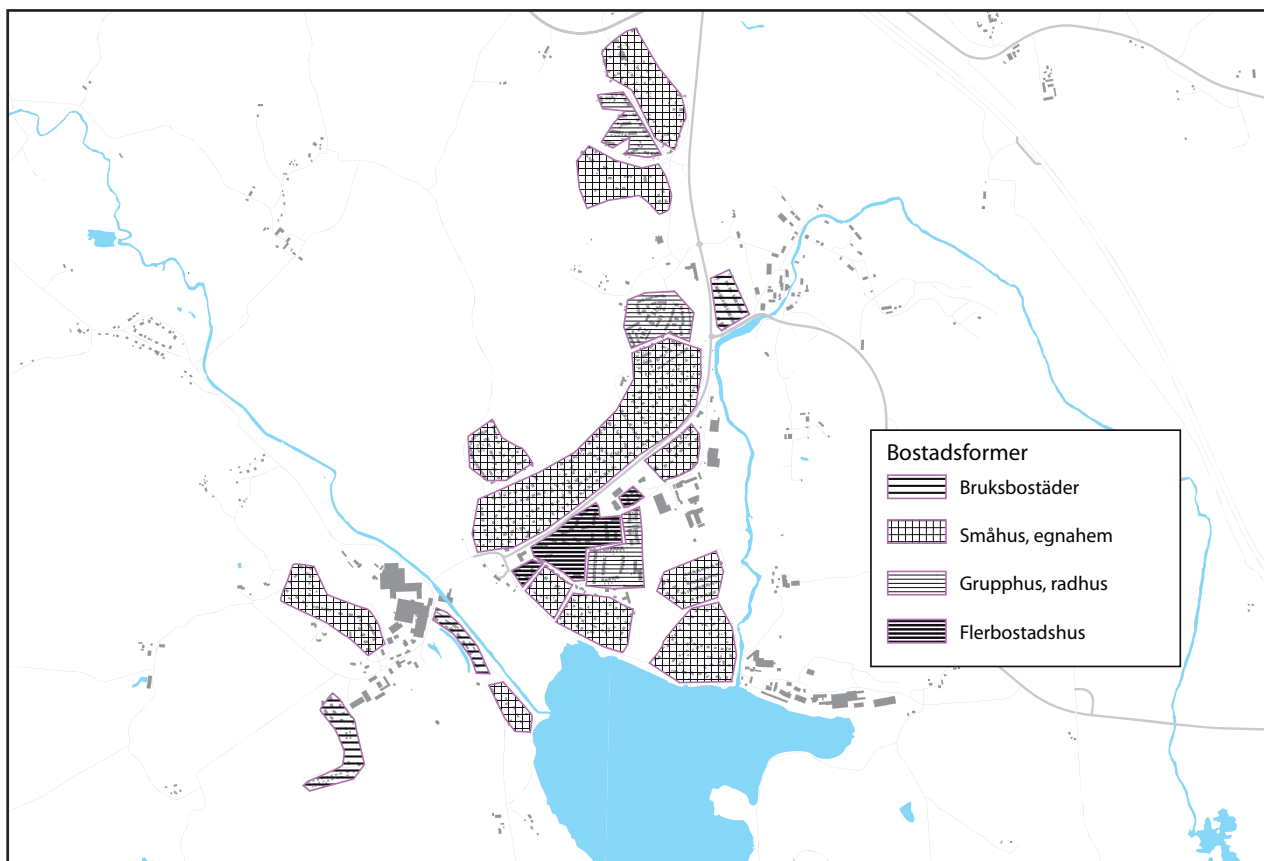 Bostadsformer
Bruksbostäder
Småhus, egnahem
Grupphus, radhus
Flerbostadshus